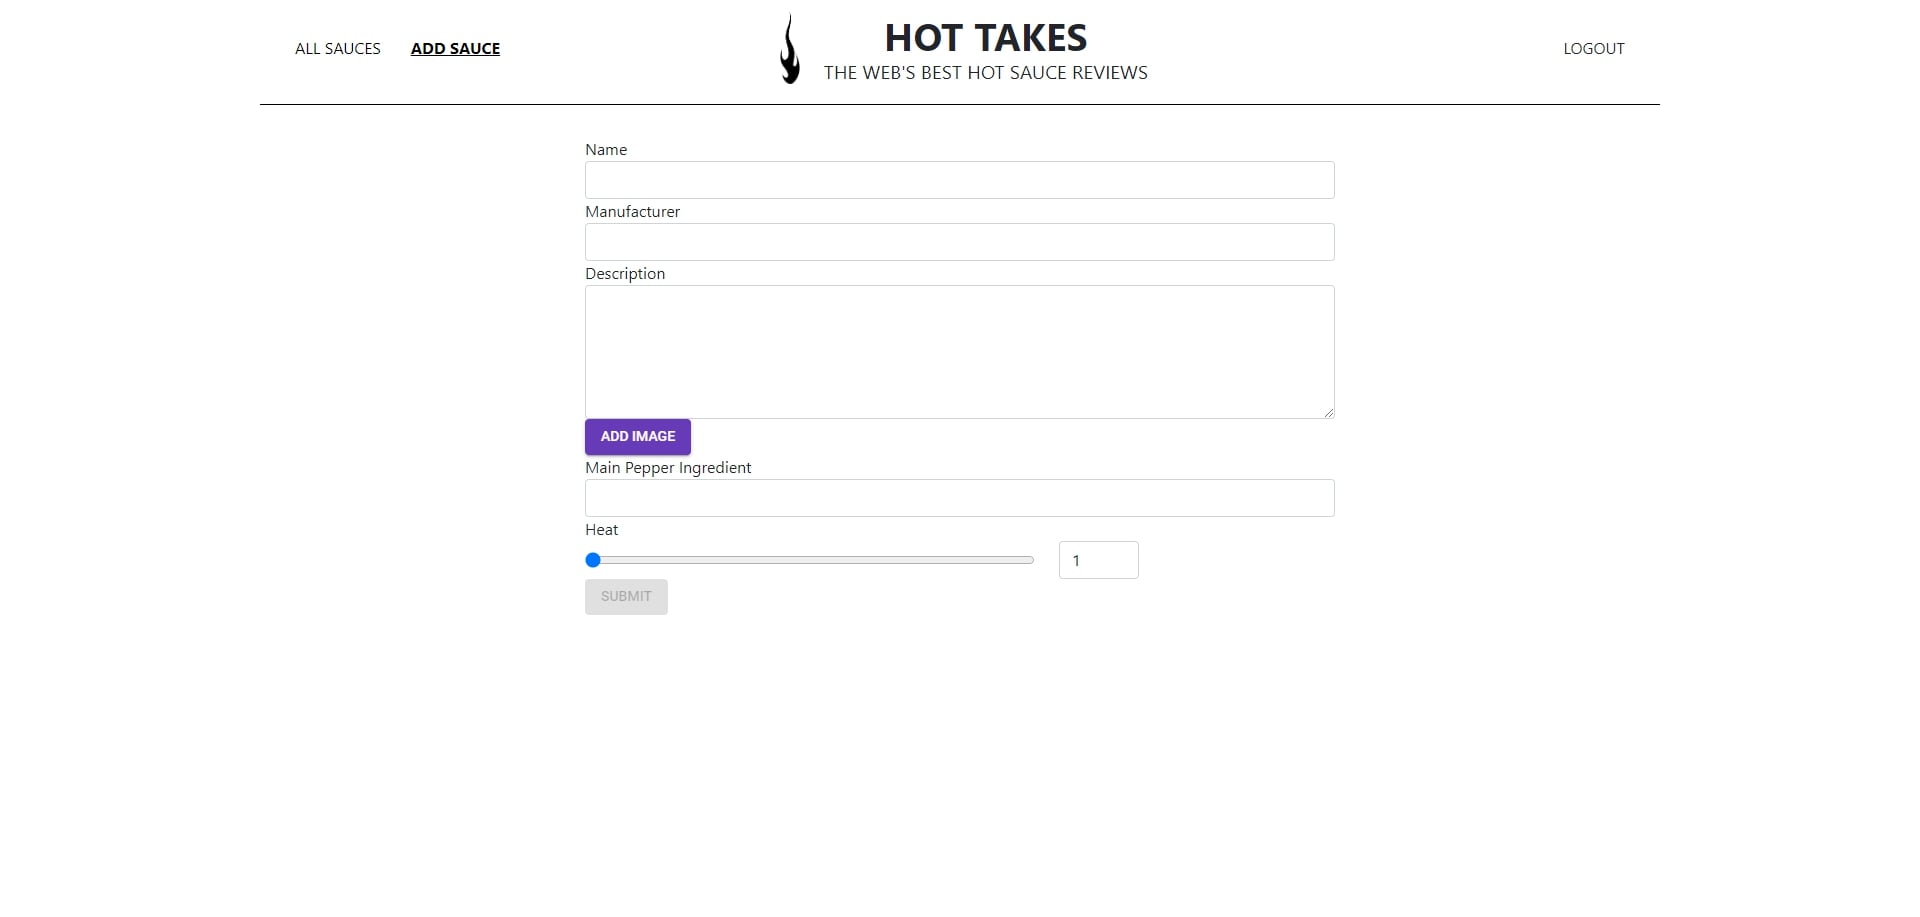 ALL SAUCES
ADD SAUCE
HOT TAKES
THE WEB'S BEST HOT SAUCE REVIEWS
LOGOUT
Name
Manufacturer
Description
ADD IMAGE
Main Pepper Ingredient
Heat
1
SUBMIT